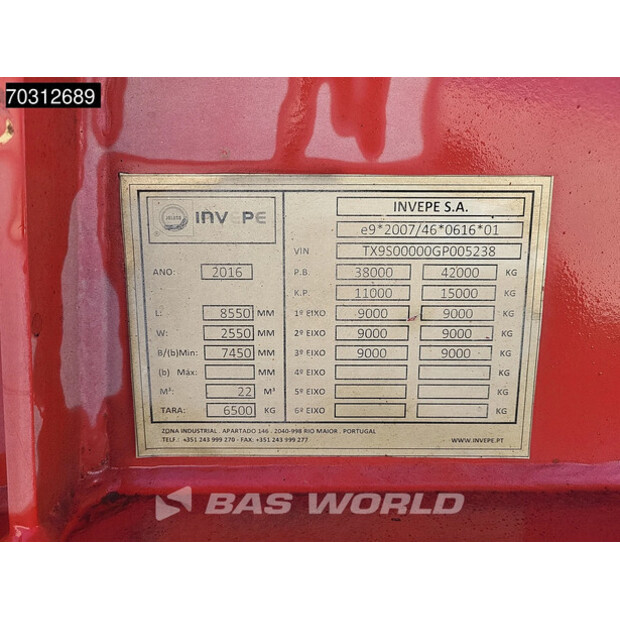 70312689
INVEPE
INVEPE S.A.
e9*2007/46*0616*01
VIN TX9S00000GP005238
ANO: 2016 P.B. 38000 42000 KG
K.P. 11000 15000 KG
L: 8550 MM 1º EIXO 9000 9000 KG
W: 2550 MM 2º EIXO 9000 9000 KG
B/(b)Min: 7450 MM 3º EIXO 9000 9000 KG
(b) Máx: MM 4º EIXO KG
M³: 22 M³ 5º EIXO KG
TARA: 6500 KG 6º EIXO KG
ZONA INDUSTRIAL . APARTADO 146 . 2040-998 RIO MAIOR . PORTUGAL
TELF.: +351 243 999 270 - FAX: +351 243 999 277 WWW.INVEPE.PT
BAS WORLD